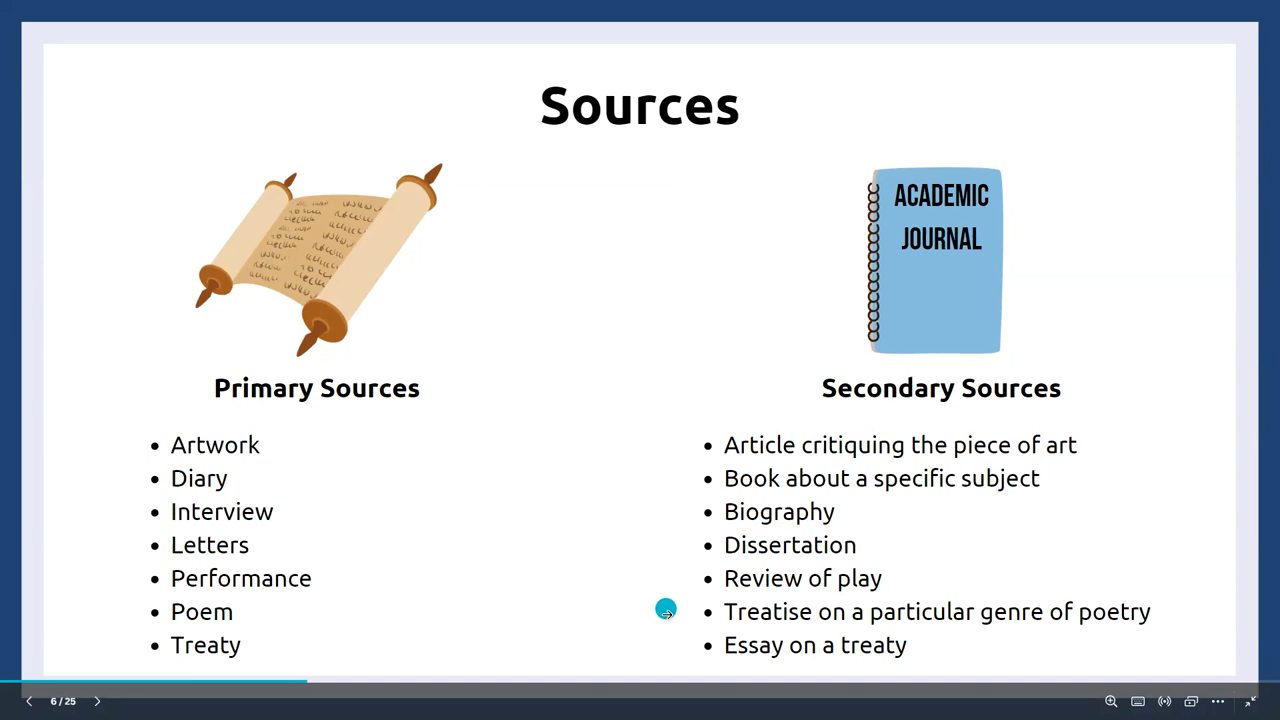 Sources
ACADEMIC
JOURNAL
Primary Sources
• Artwork
• Diary
• Interview
• Letters
• Performance
• Poem
• Treaty
Secondary Sources
• Article critiquing the piece of art
• Book about a specific subject
• Biography
• Dissertation
• Review of play
• Treatise on a particular genre of poetry
• Essay on a treaty
6 / 25